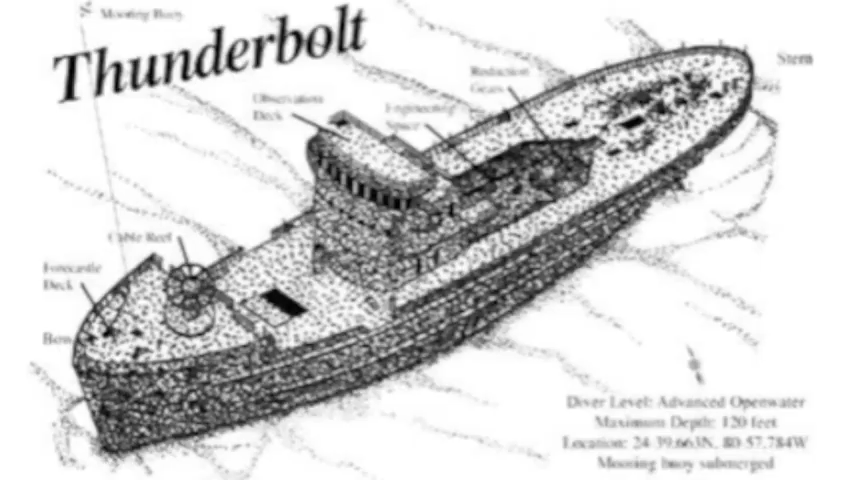 Mooring Buoy
Thunderbolt
Stern
Reduction
Gears
Observation
Deck
Engineering
Space
Cable Reel
Forecastle
Deck
Bow
Diver Level: Advanced Openwater
Maximum Depth: 120 feet
Location: 24-39.663N, 80-57.784W
Mooring buoy submerged